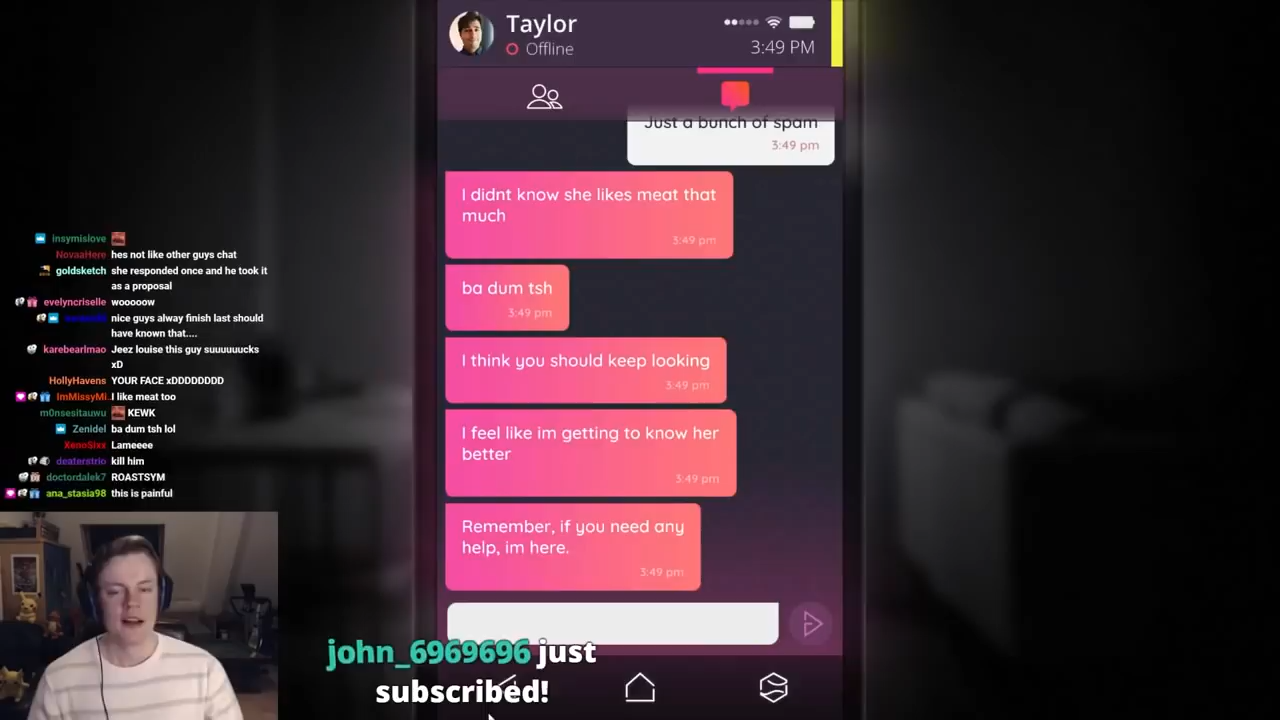 Taylor
Offline
3:49 PM
Just a bunch of spam
3:49 pm
I didnt know she likes meat that
much
3:49 pm
ba dum tsh
3:49 pm
I think you should keep looking
3:49 pm
I feel like im getting to know her
better
3:49 pm
Remember, if you need any
help, im here.
3:49 pm
insymislove
NovaaHere hes not like other guys chat
goldsketch she responded once and he took it
as a proposal
evelyncriselle wooooow
nice guys alway finish last should
have known that....
karebearlmao Jeez louise this guy suuuuuucks
xD
HollyHavens YOUR FACE xDDDDDDDD
ImMissyMi.. I like meat too
m0nsesitauwu KEWK
Zenidel ba dum tsh lol
XenoSixx Lameeee
deaterstrio kill him
doctordalek7 ROASTSYM
ana_stasia98 this is painful
john_6969696 just
subscribed!